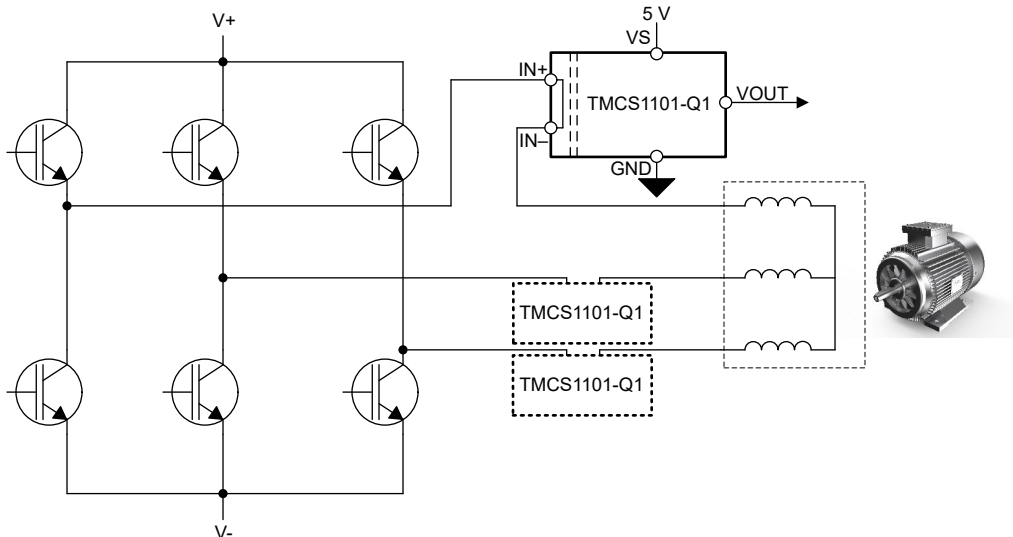 V+
5 V
VS
IN+
TMCS1101-Q1
VOUT
IN–
GND
TMCS1101-Q1
TMCS1101-Q1
V-